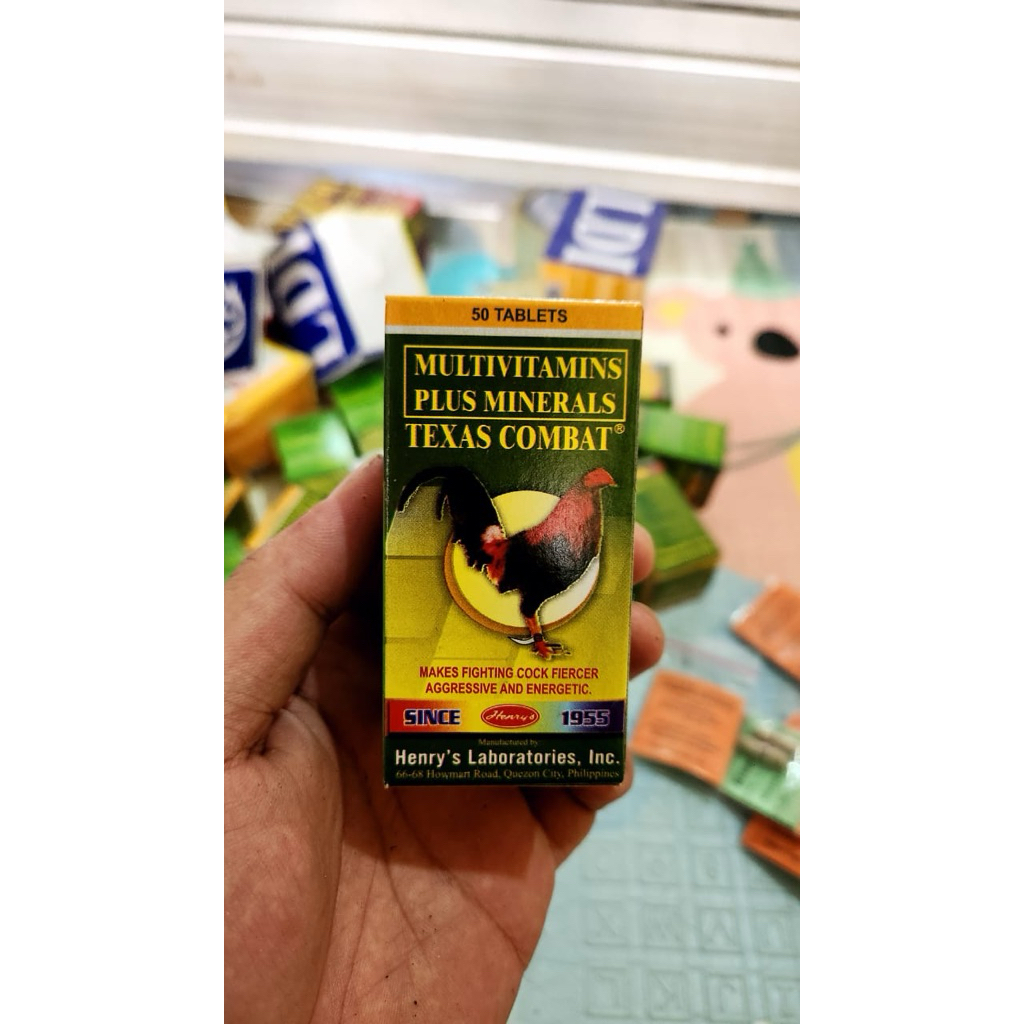 50 TABLETS
MULTIVITAMINS
PLUS MINERALS
TEXAS COMBAT®
MAKES FIGHTING COCK FIERCER
AGGRESSIVE AND ENERGETIC.
SINCE Henry's 1955
Manufactured by:
Henry's Laboratories, Inc.
66-68 Howmart Road, Quezon City, Philippines